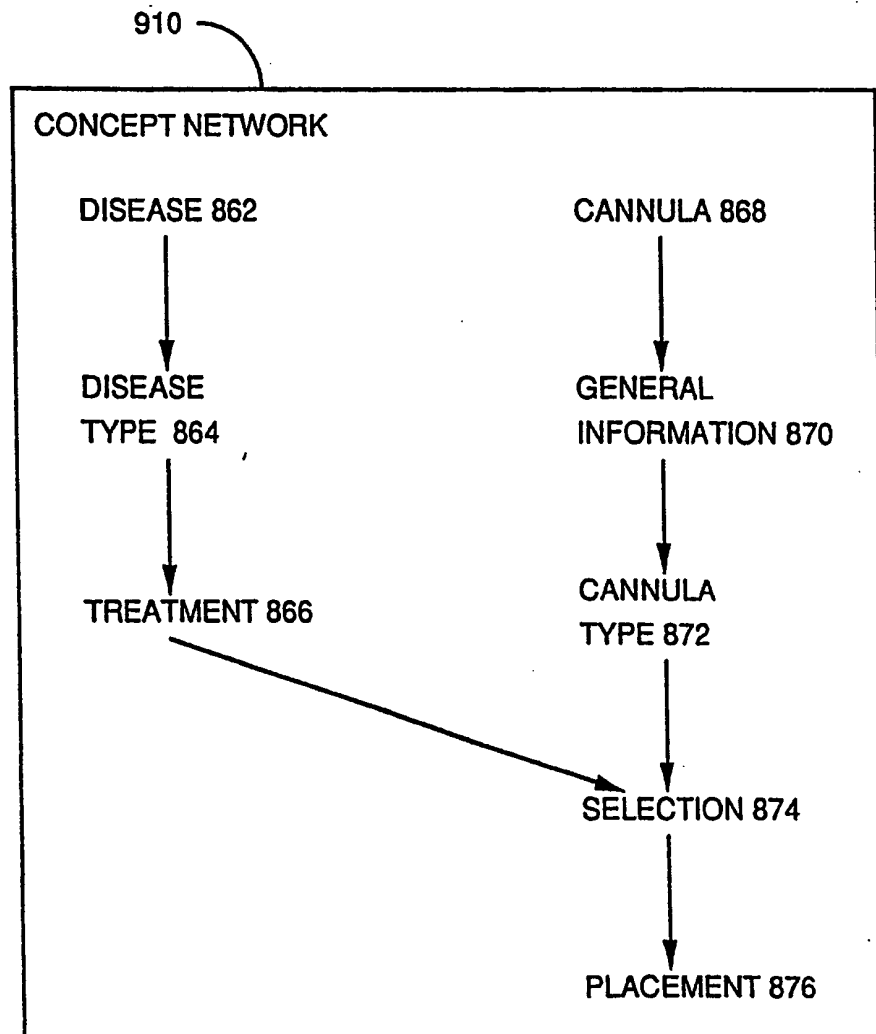 910
CONCEPT NETWORK
DISEASE 862
CANNULA 868
DISEASE
TYPE 864
GENERAL
INFORMATION 870
TREATMENT 866
CANNULA
TYPE 872
SELECTION 874
PLACEMENT 876